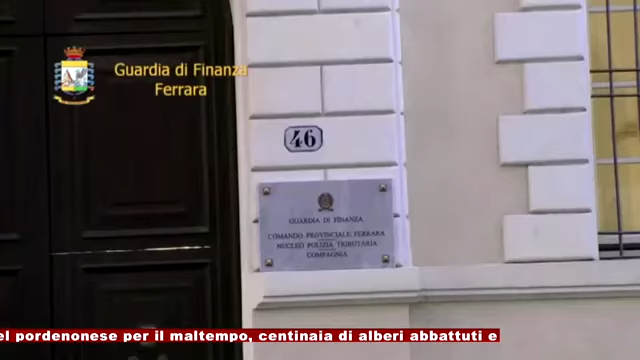 Guardia di Finanza
Ferrara
46
GUARDIA DI FINANZA
COMANDO PROVINCIALE FERRARA
NUCLEO POLIZIA TRIBUTARIA
COMPAGNIA
el pordenonese per il maltempo, centinaia di alberi abbattuti e